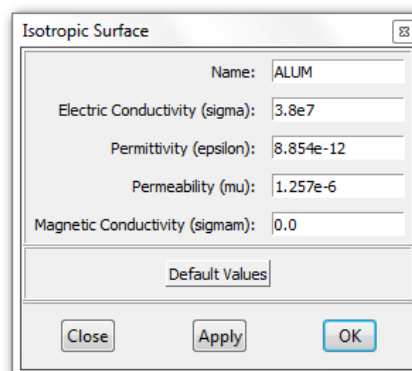 Isotropic Surface
Name: ALUM
Electric Conductivity (sigma): 3.8e7
Permittivity (epsilon): 8.854e-12
Permeability (mu): 1.257e-6
Magnetic Conductivity (sigmam): 0.0
Default Values
Close Apply OK